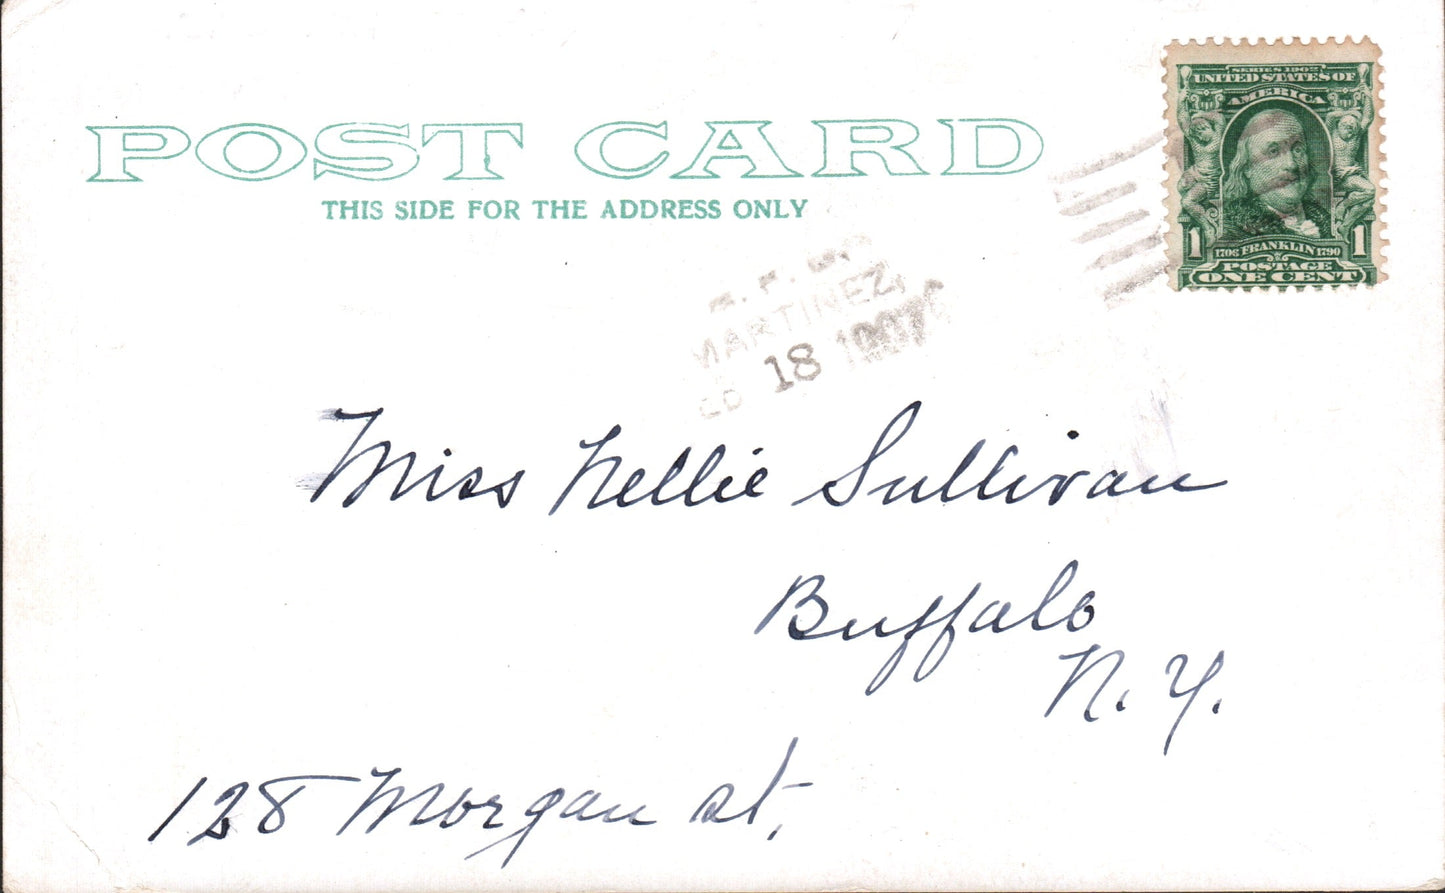 POST CARD
THIS SIDE FOR THE ADDRESS ONLY
SERIES 1902
UNITED STATES OF
AMERICA
1706 FRANKLIN 1790
1 1
POSTAGE
ONE CENT
MARTINEZ,
18 1907
Miss Nellie Sullivan
Buffalo
N. Y.
128 Morgan st.